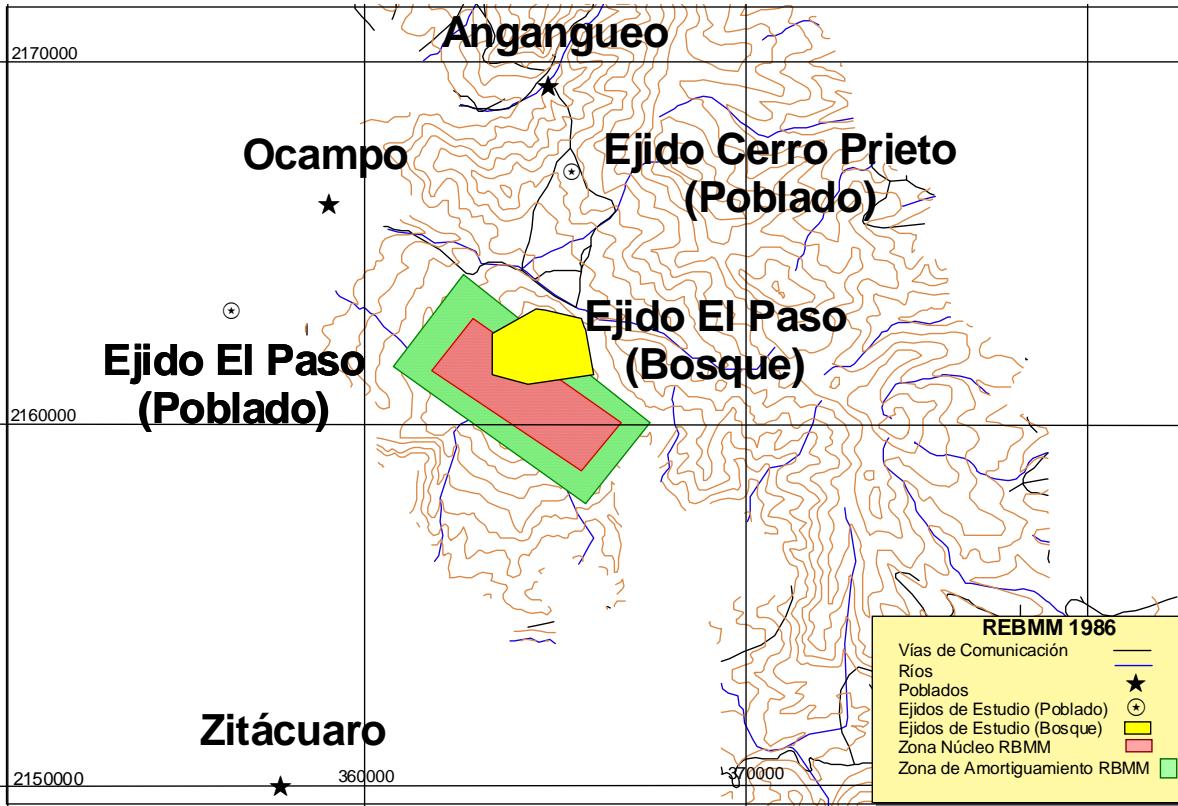 Angangueo
2170000
Ocampo
Ejido Cerro Prieto
(Poblado)
Ejido El Paso
(Bosque)
Ejido El Paso
(Poblado)
2160000
Zitácuaro
2150000
360000
370000
REBMM 1986
Vías de Comunicación
Ríos
Poblados
Ejidos de Estudio (Poblado)
Ejidos de Estudio (Bosque)
Zona Núcleo RBMM
Zona de Amortiguamiento RBMM